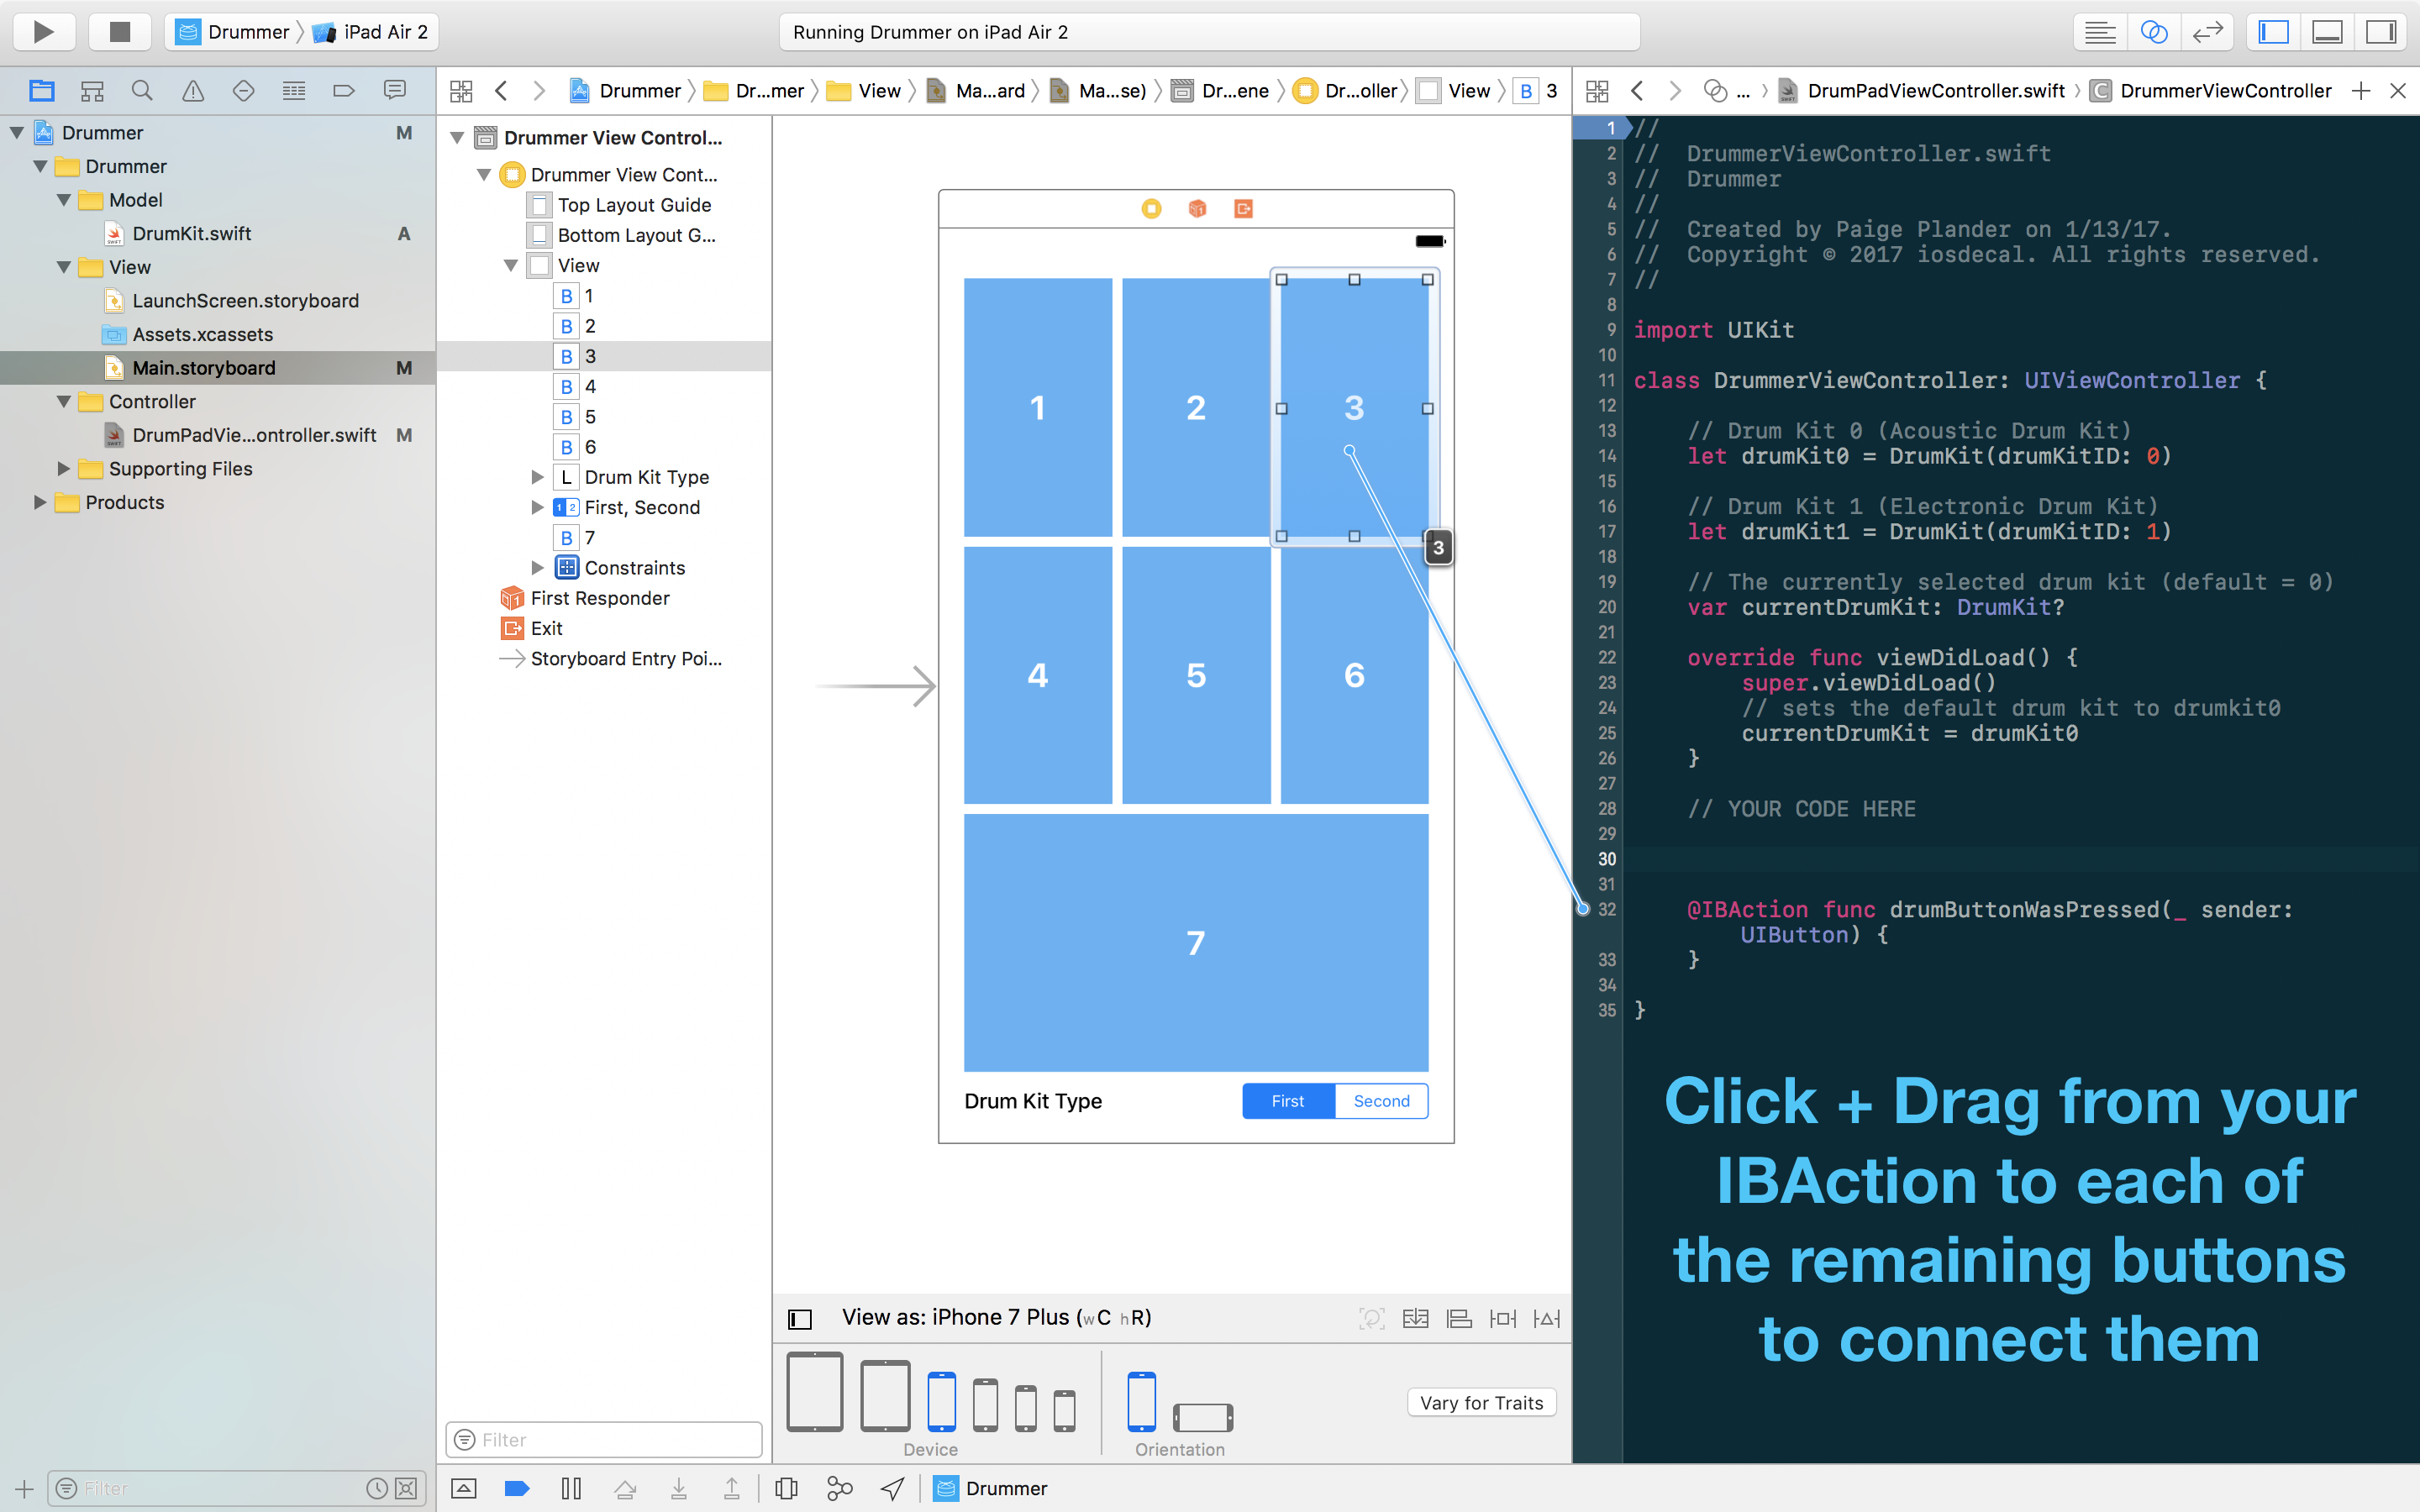 Drummer
iPad Air 2
Running Drummer on iPad Air 2
Drummer M
Drummer
Model
DrumKit.swift A
View
LaunchScreen.storyboard
Assets.xcassets
Main.storyboard M
Controller
DrumPadVie...ontroller.swift M
Supporting Files
Products
Filter
Drummer
Dr...mer
View
Ma...ard
Ma...se)
Dr...ene
Dr...oller
View
B 3
Drummer View Control...
Drummer View Cont...
Top Layout Guide
Bottom Layout G...
View
B 1
B 2
B 3
B 4
B 5
B 6
L Drum Kit Type
1 2 First, Second
B 7
Constraints
First Responder
Exit
Storyboard Entry Poi...
Filter
1
2
3
3
4
5
6
7
Drum Kit Type
First
Second
View as: iPhone 7 Plus (wC hR)
Device
Orientation
Vary for Traits
Drummer
... DrumPadViewController.swift
C DrummerViewController
1 //
2 //  DrummerViewController.swift
3 //  Drummer
4 //
5 //  Created by Paige Plander on 1/13/17.
6 //  Copyright © 2017 iosdecal. All rights reserved.
7 //
8
9 import UIKit
10
11 class DrummerViewController: UIViewController {
12
13 // Drum Kit 0 (Acoustic Drum Kit)
14 let drumKit0 = DrumKit(drumKitID: 0)
15
16 // Drum Kit 1 (Electronic Drum Kit)
17 let drumKit1 = DrumKit(drumKitID: 1)
18
19 // The currently selected drum kit (default = 0)
20 var currentDrumKit: DrumKit?
21
22 override func viewDidLoad() {
23 super.viewDidLoad()
24 // sets the default drum kit to drumkit0
25 currentDrumKit = drumKit0
26 }
27
28 // YOUR CODE HERE
29
30
31
32 @IBAction func drumButtonWasPressed(_ sender:
UIButton) {
33 }
34
35 }
Click + Drag from your
IBAction to each of
the remaining buttons
to connect them